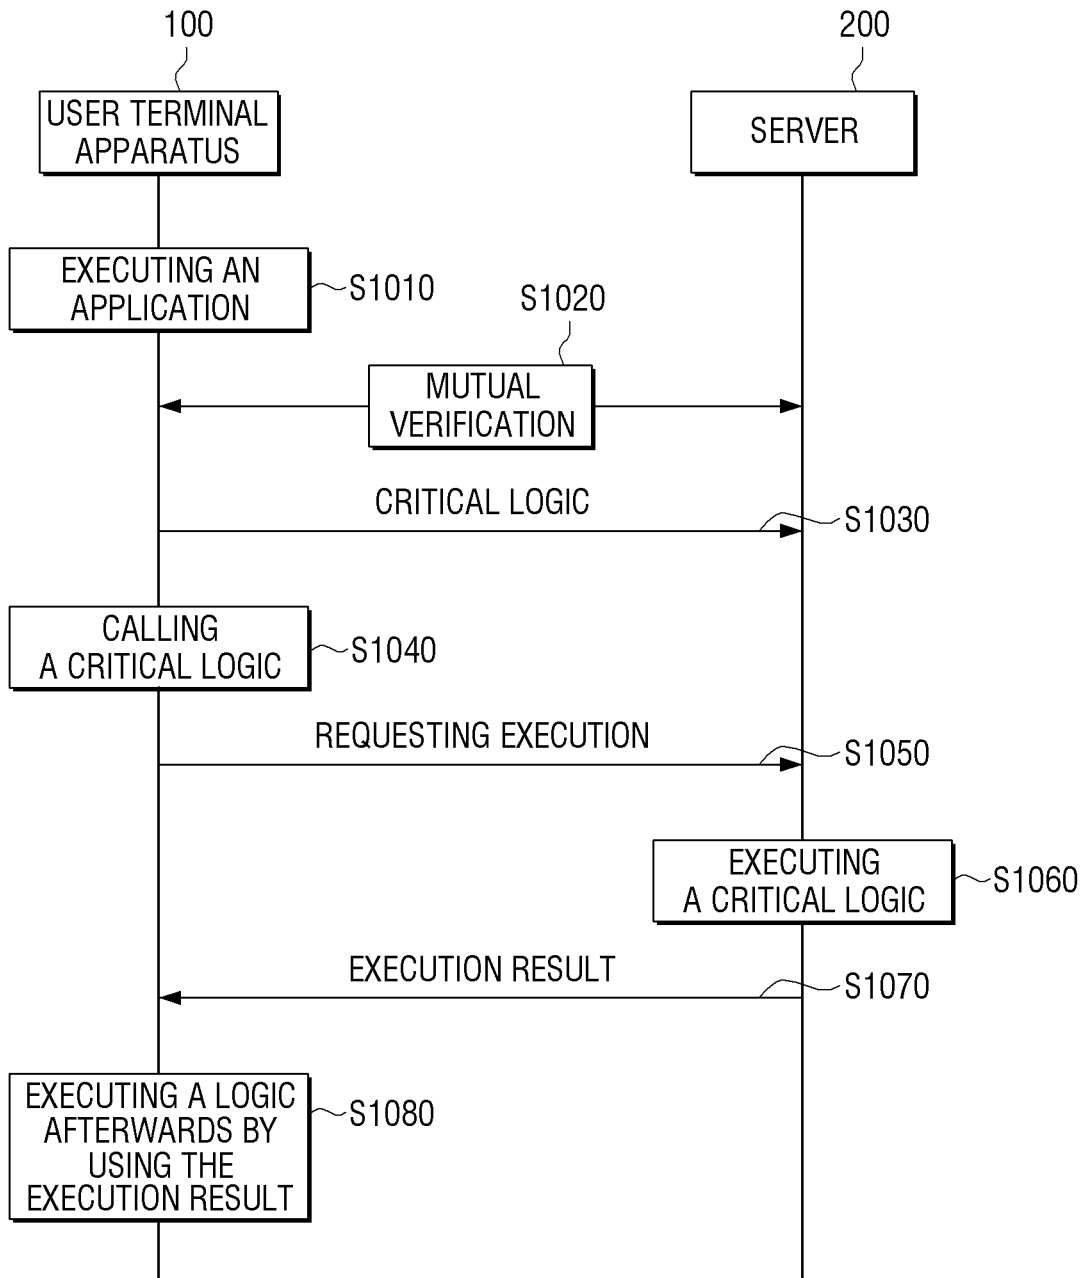 100
200
USER TERMINAL
APPARATUS
SERVER
EXECUTING AN
APPLICATION
S1010
S1020
MUTUAL
VERIFICATION
CRITICAL LOGIC
S1030
CALLING
A CRITICAL LOGIC
S1040
REQUESTING EXECUTION
S1050
EXECUTING
A CRITICAL LOGIC
S1060
EXECUTION RESULT
S1070
EXECUTING A LOGIC
AFTERWARDS BY
USING THE
EXECUTION RESULT
S1080